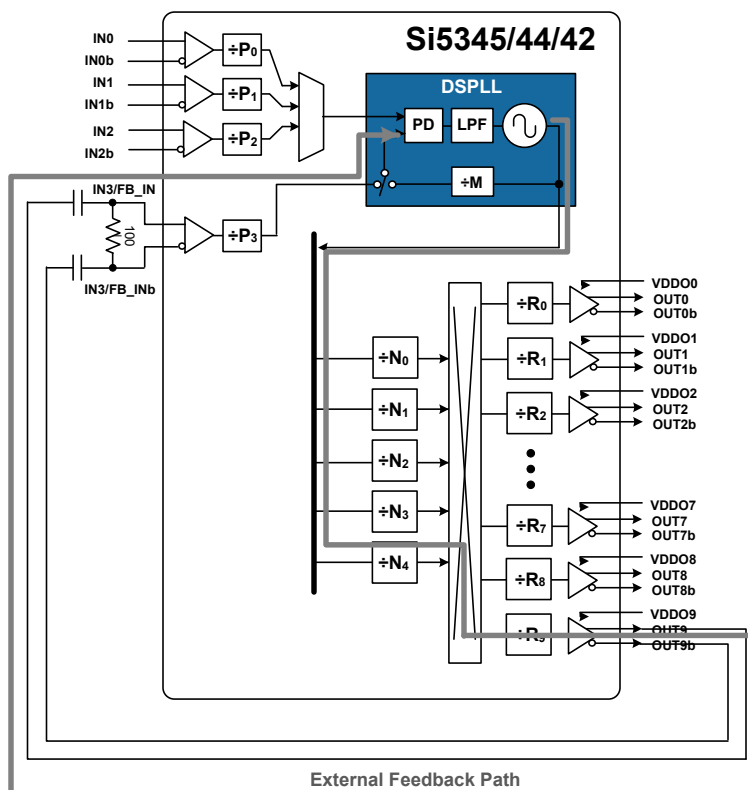 Si5345/44/42
IN0
IN0b
÷P0
IN1
IN1b
÷P1
IN2
IN2b
÷P2
DSPLL
PD
LPF
÷M
IN3/FB_IN
100
÷P3
IN3/FB_INb
÷N0
÷N1
÷N2
÷N3
÷N4
÷R0
VDDO0
OUT0
OUT0b
÷R1
VDDO1
OUT1
OUT1b
÷R2
VDDO2
OUT2
OUT2b
÷R7
VDDO7
OUT7
OUT7b
÷R8
VDDO8
OUT8
OUT8b
÷R9
VDDO9
OUT9
OUT9b
External Feedback Path